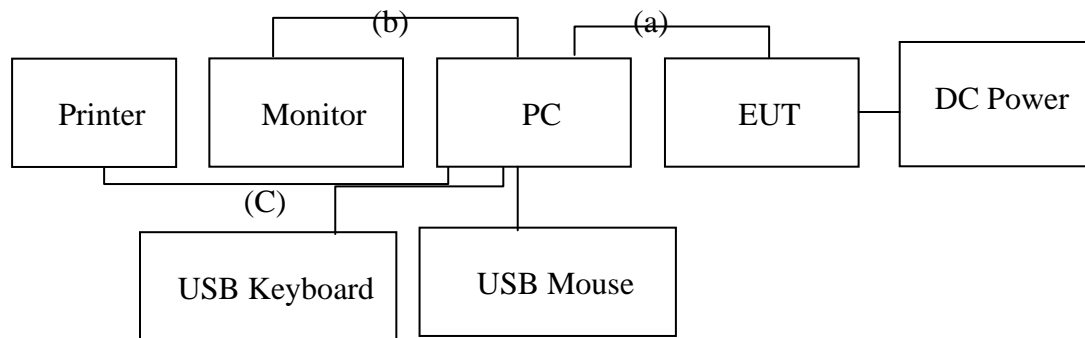 (b)
(a)
Printer
Monitor
PC
EUT
DC Power
(C)
USB Keyboard
USB Mouse